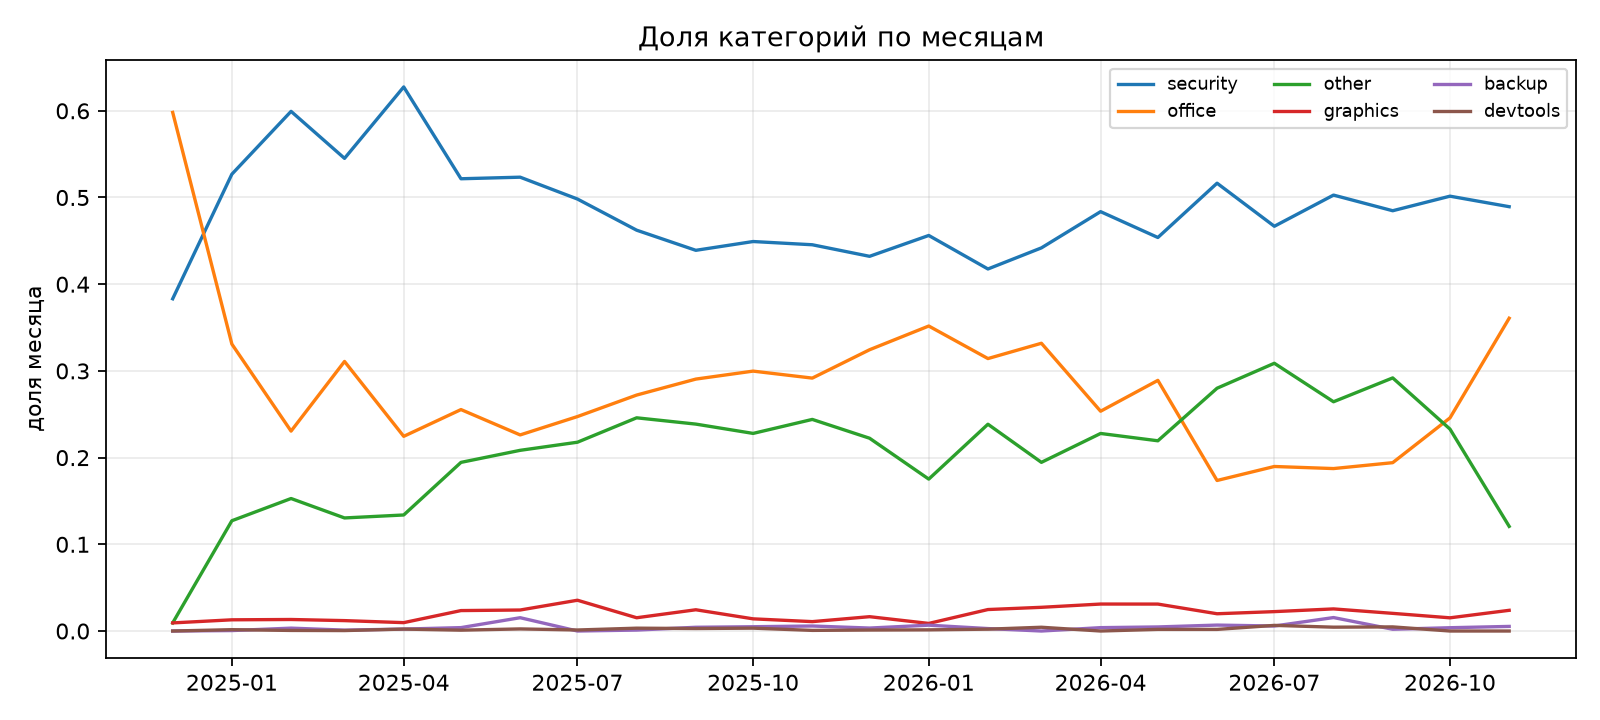 Доля категорий по месяцам
security
office
other
graphics
backup
devtools
доля месяца
0.6
0.5
0.4
0.3
0.2
0.1
0.0
2025-01 2025-04 2025-07 2025-10 2026-01 2026-04 2026-07 2026-10